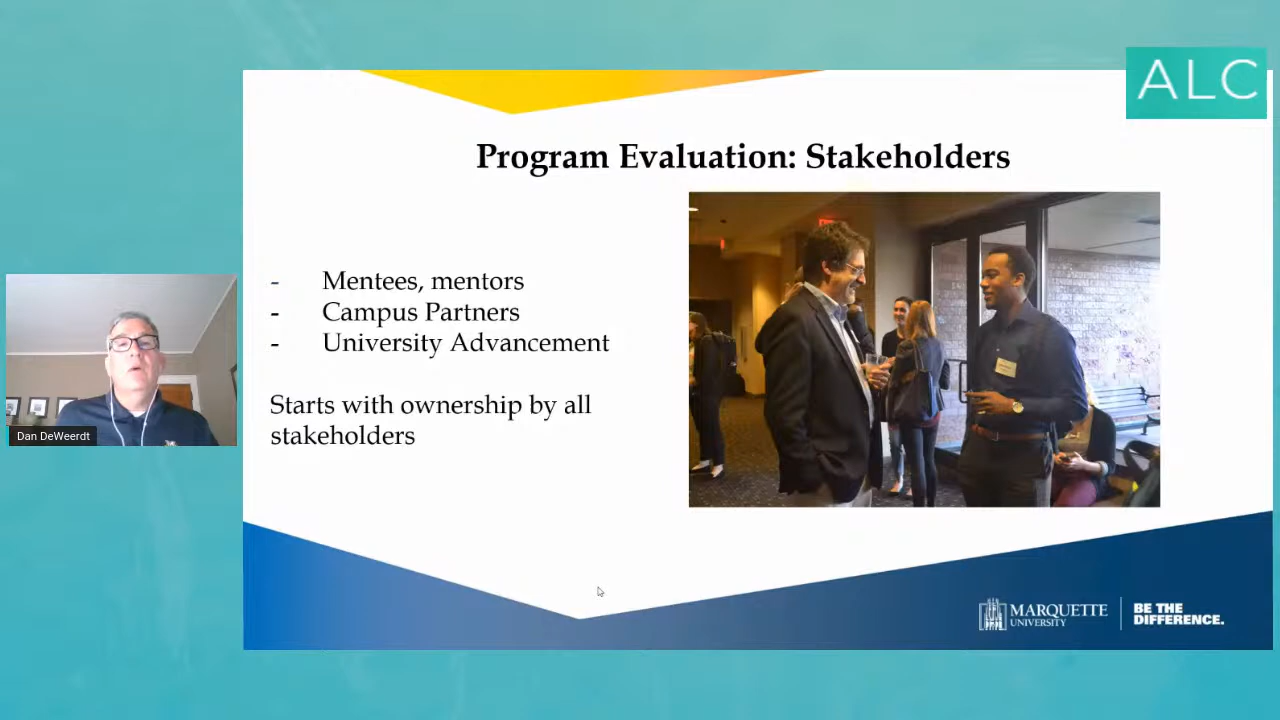 ALC
Program Evaluation: Stakeholders
- Mentees, mentors
- Campus Partners
- University Advancement
Starts with ownership by all
stakeholders
Dan DeWeerdt
MARQUETTE
UNIVERSITY
BE THE
DIFFERENCE.